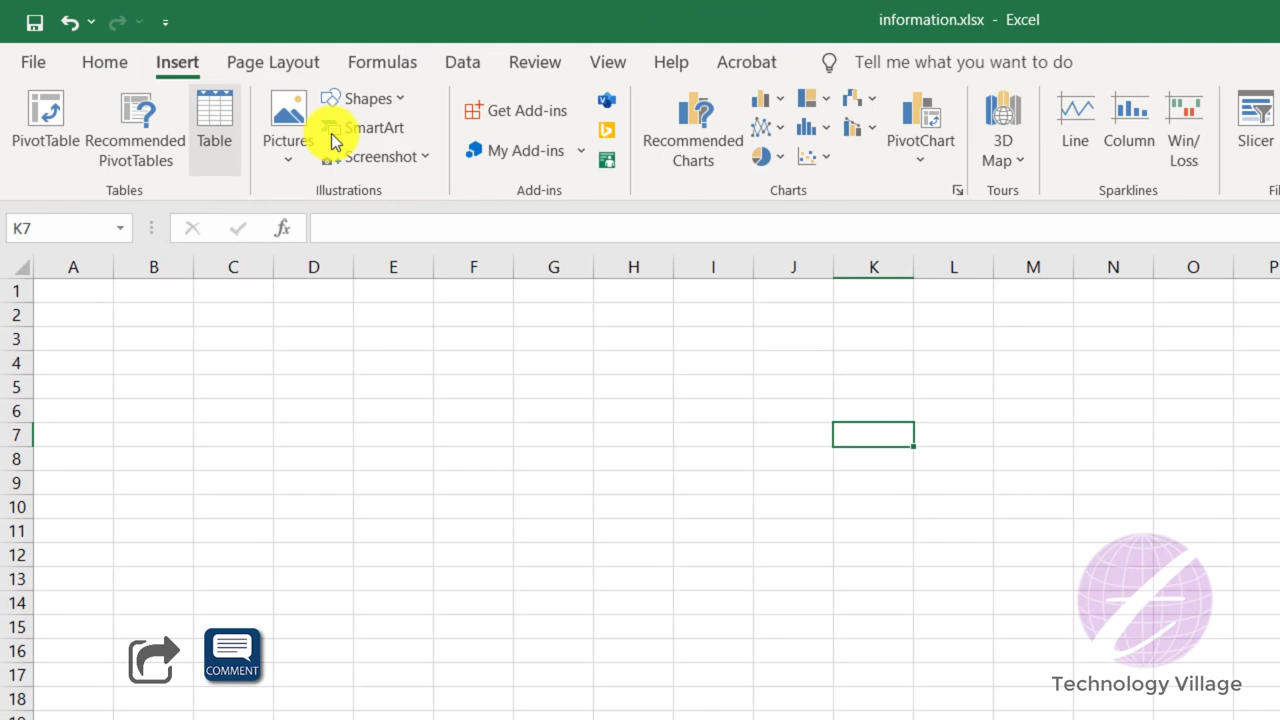 information.xlsx - Excel
File Home Insert Page Layout Formulas Data Review View Help Acrobat Tell me what you want to do
PivotTable
Recommended
PivotTables
Table
Tables
Pictures
Shapes
SmartArt
Screenshot
Illustrations
Get Add-ins
My Add-ins
Add-ins
Recommended
Charts
PivotChart
Charts
3D
Map
Tours
Line
Column
Win/
Loss
Sparklines
Slicer
K7 fx
A B C D E F G H I J K L M N O P
1
2
3
4
5
6
7
8
9
10
11
12
13
14
15
16
17
18
COMMENT
Technology Village